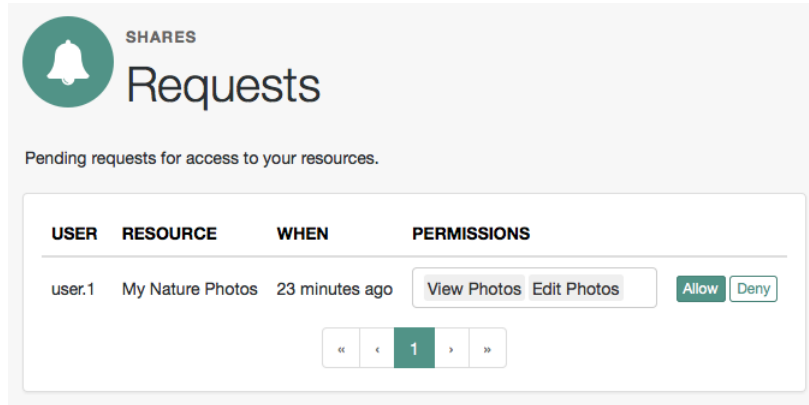 SHARES
Requests
Pending requests for access to your resources.
USER RESOURCE WHEN PERMISSIONS
user.1 My Nature Photos 23 minutes ago View Photos Edit Photos Allow Deny
« ‹ 1 › »